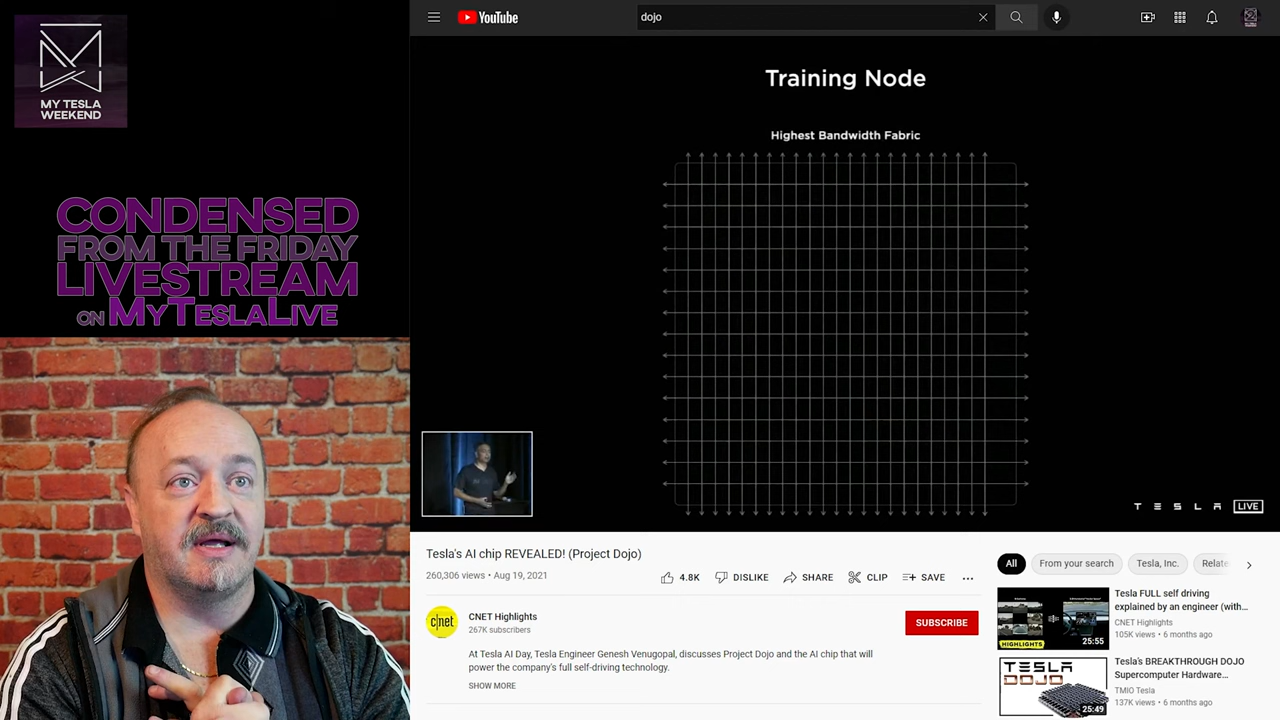 MY TESLA
WEEKEND
CONDENSED
FROM THE FRIDAY
LIVESTREAM
ON MYTESLALIVE
YouTube
dojo
Training Node
Highest Bandwidth Fabric
TESLA LIVE
Tesla's AI chip REVEALED! (Project Dojo)
260,306 views • Aug 19, 2021
4.8K
DISLIKE
SHARE
CLIP
SAVE
...
c|net
CNET Highlights
267K subscribers
SUBSCRIBE
At Tesla AI Day, Tesla Engineer Genesh Venugopal, discusses Project Dojo and the AI chip that will
power the company's full self-driving technology.
SHOW MORE
All
From your search
Tesla, Inc.
Relate
HIGHLIGHTS
25:55
Tesla FULL self driving
explained by an engineer (with...
CNET Highlights
105K views • 6 months ago
TESLA
DOJO
25:49
Tesla's BREAKTHROUGH DOJO
Supercomputer Hardware...
TMIO Tesla
137K views • 6 months ago